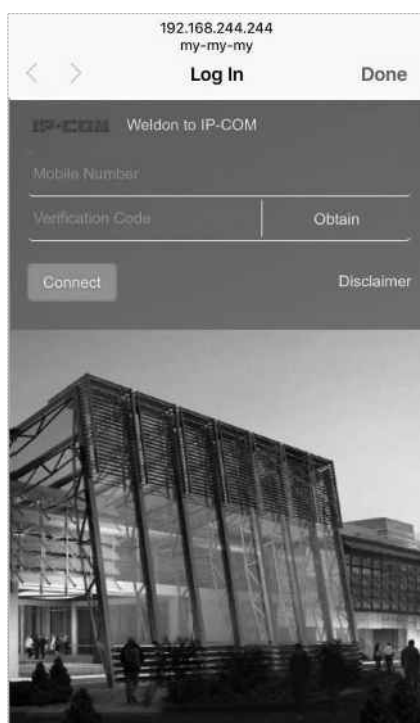 192.168.244.244
my-my-my
Log In Done
IP-COM Weldon to IP-COM
Mobile Number
Verification Code Obtain
Connect Disclaimer